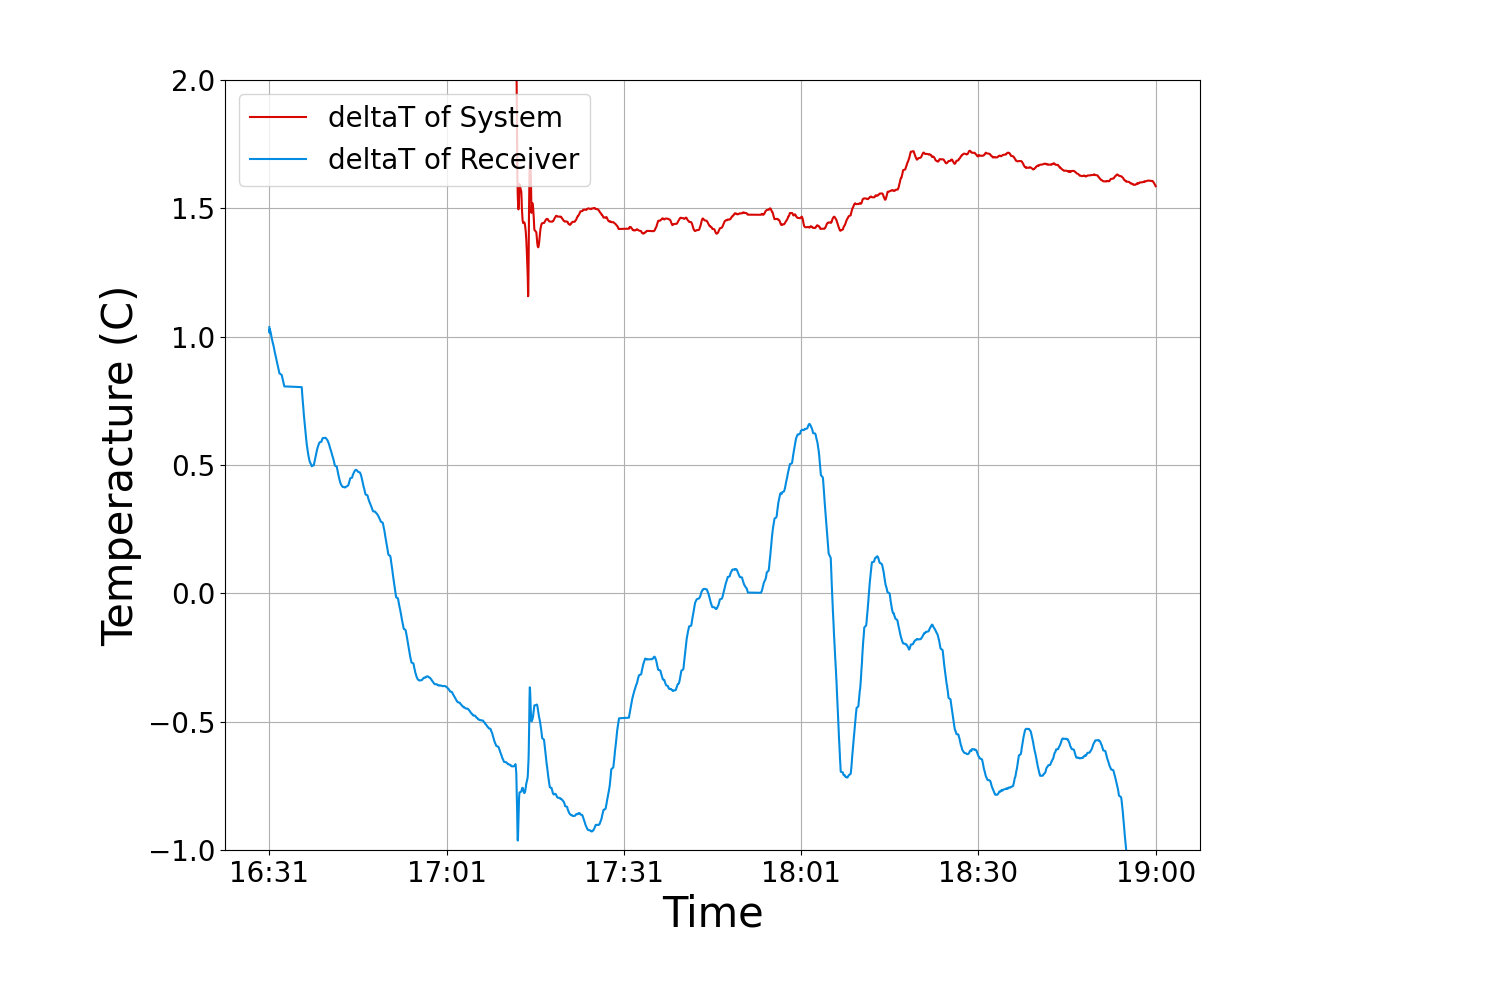 2.0
1.5
1.0
0.5
0.0
−0.5
−1.0
deltaT of System
deltaT of Receiver
Temperacture (C)
16:31 17:01 17:31 18:01 18:30 19:00
Time